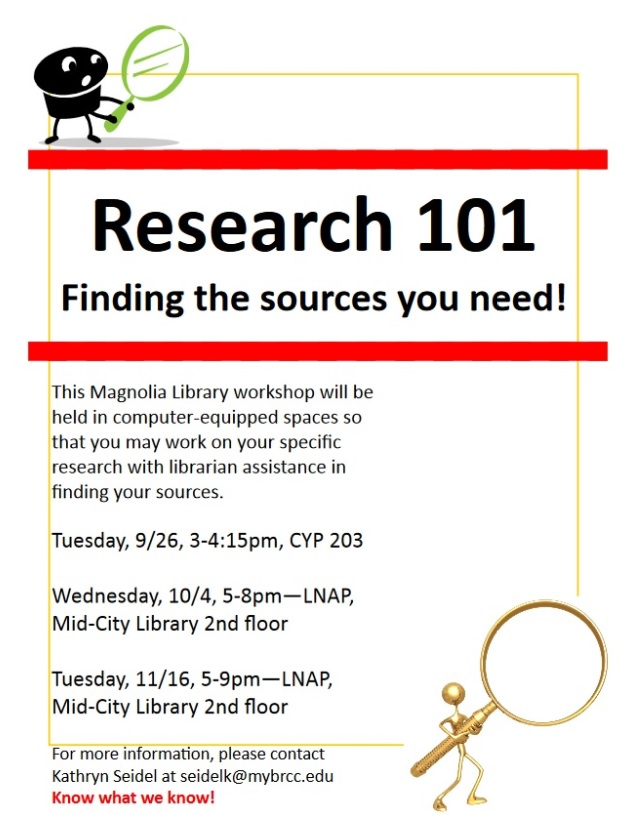 Research 101
Finding the sources you need!
This Magnolia Library workshop will be
held in computer-equipped spaces so
that you may work on your specific
research with librarian assistance in
finding your sources.
Tuesday, 9/26, 3-4:15pm, CYP 203
Wednesday, 10/4, 5-8pm—LNAP,
Mid-City Library 2nd floor
Tuesday, 11/16, 5-9pm—LNAP,
Mid-City Library 2nd floor
For more information, please contact
Kathryn Seidel at seidelk@mybrcc.edu
Know what we know!